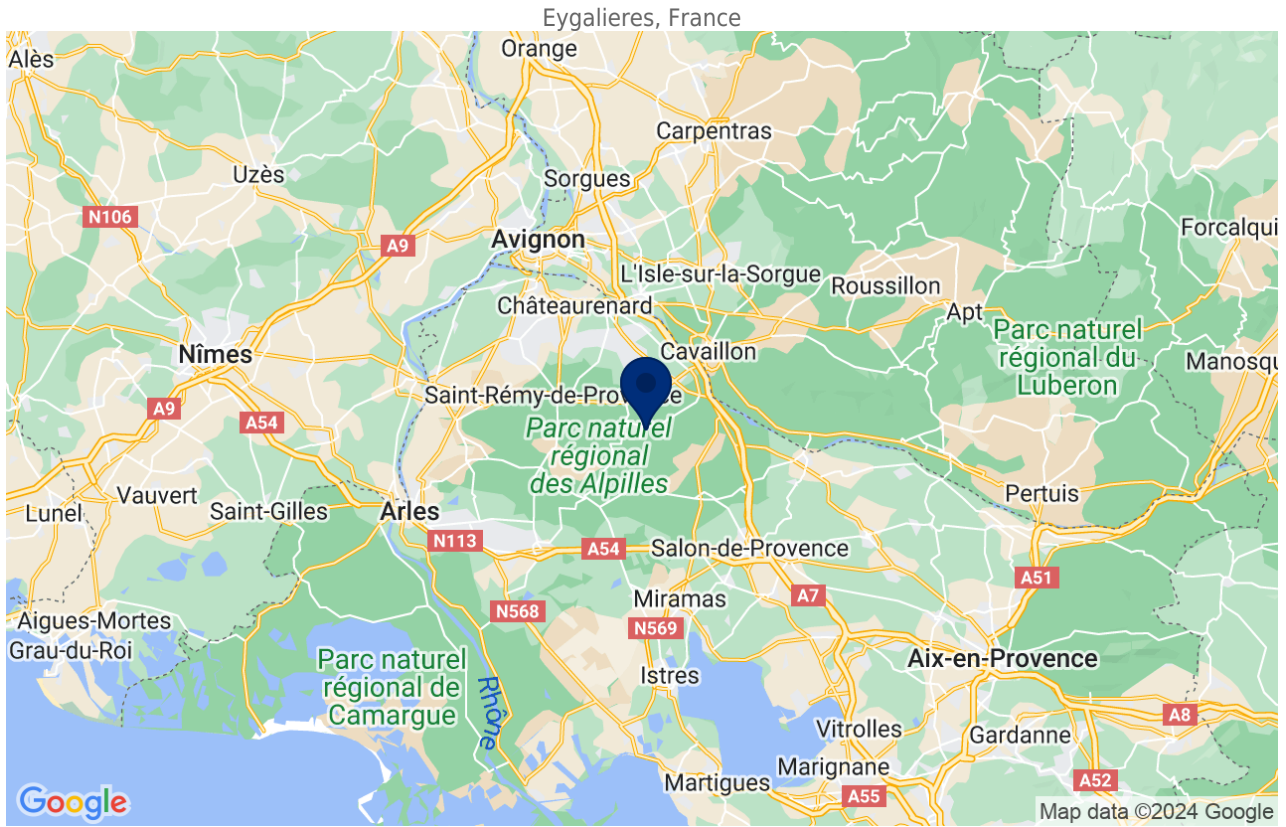 Eygalieres, France
Orange
Alès
Carpentras
Uzès
Sorgues
N106
Forcalqui
Avignon
A9
L'Isle-sur-la-Sorgue
Roussillon
Châteaurenard
Apt
Parc naturel
régional du
Luberon
Nîmes
Cavaillon
Manosqu
Saint-Rémy-de-Provence
A9
A54
Parc naturel
régional
des Alpilles
Vauvert
Pertuis
Lunel
Saint-Gilles
Arles
N113
A54
Salon-de-Provence
A51
A7
Miramas
N568
Aigues-Mortes
N569
Grau-du-Roi
Parc naturel
régional de
Camargue
Aix-en-Provence
Istres
Rhône
A8
Vitrolles
Gardanne
Marignane
Martigues
A52
A55
Google
Map data ©2024 Google